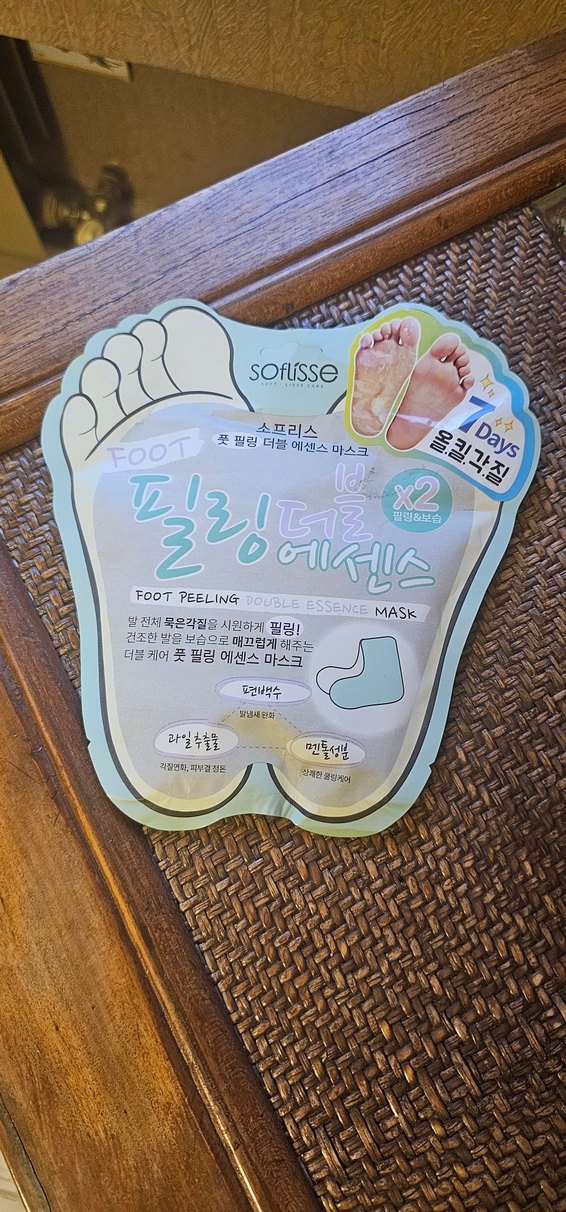 soflisse
SOFT · LISSE CARE
7 Days
올.킬.각.질
소프리스
풋 필링 더블 에센스 마스크
FOOT
필링더블
에센스
x2
필링&보습
FOOT PEELING DOUBLE ESSENCE MASK
발 전체 묵은각질을 시원하게 필링!
건조한 발을 보습으로 매끄럽게 해주는
더블 케어 풋 필링 에센스 마스크
편백수
발냄새 완화
과일추출물
각질연화, 피부결 정돈
멘톨성분
상쾌한 쿨링케어